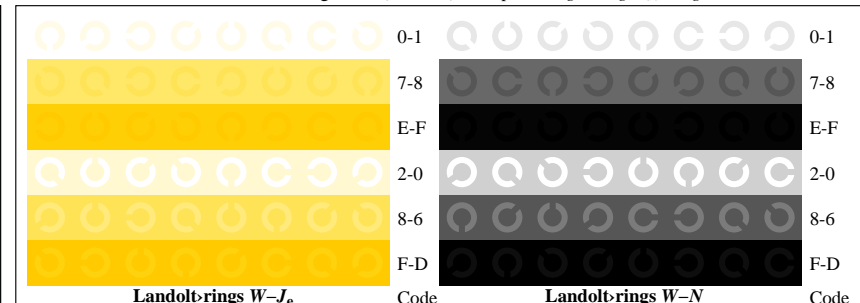 0-1 0-1
7-8 7-8
E-F E-F
2-0 2-0
8-6 8-6
F-D F-D
Landolt›rings W–Je Code Landolt›rings W–N Code